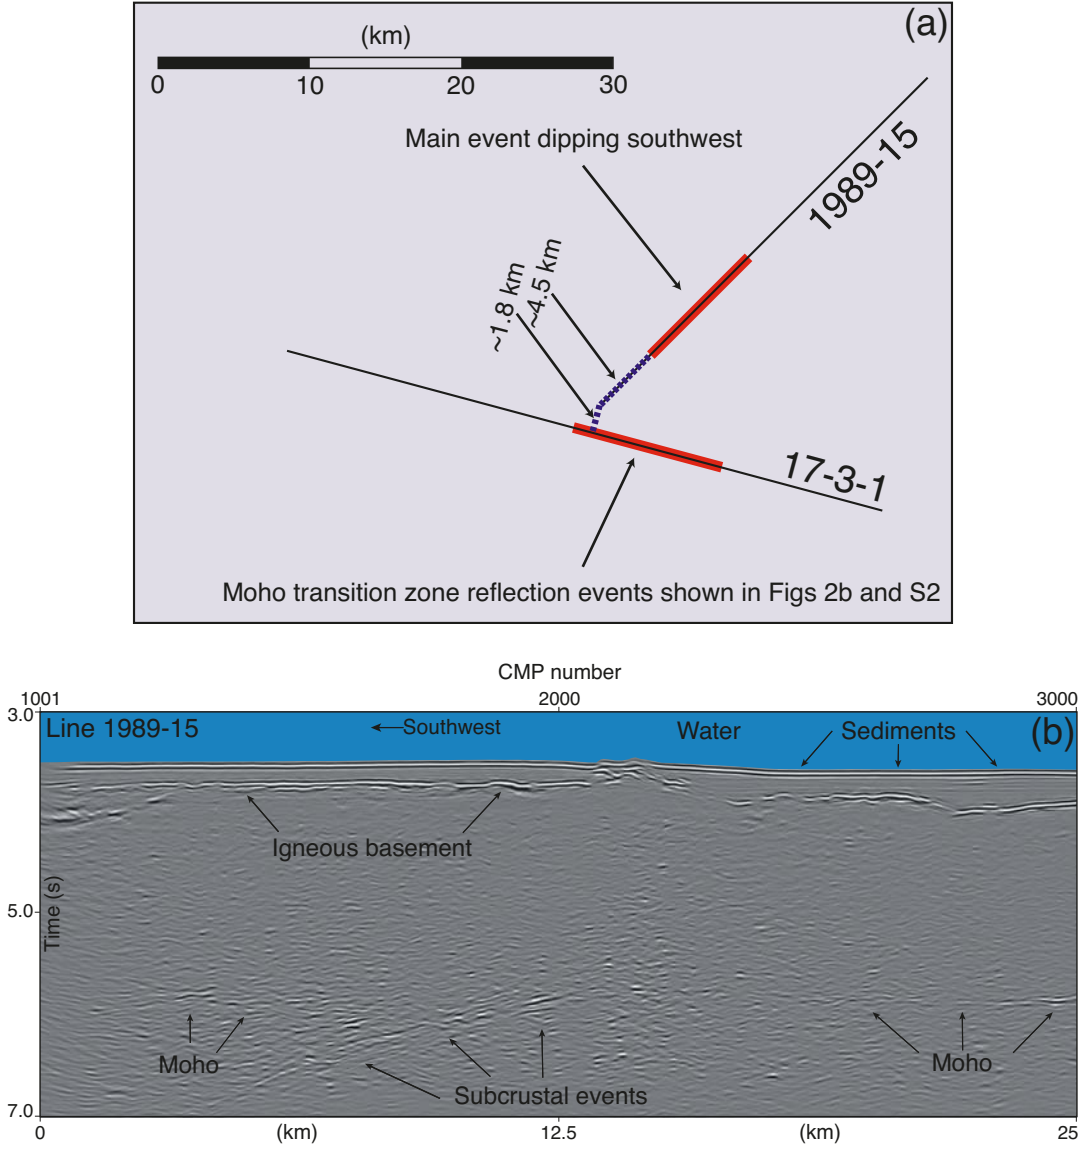 (a)
(km)
0 10 20 30
Main event dipping southwest
1989-15
~1.8 km
~4.5 km
17-3-1
Moho transition zone reflection events shown in Figs 2b and S2
CMP number
1001 2000 3000
3.0
Line 1989-15
Southwest
Water
Sediments
(b)
Igneous basement
5.0
Time (s)
Moho
Moho
Subcrustal events
7.0
0 (km) 12.5 (km) 25